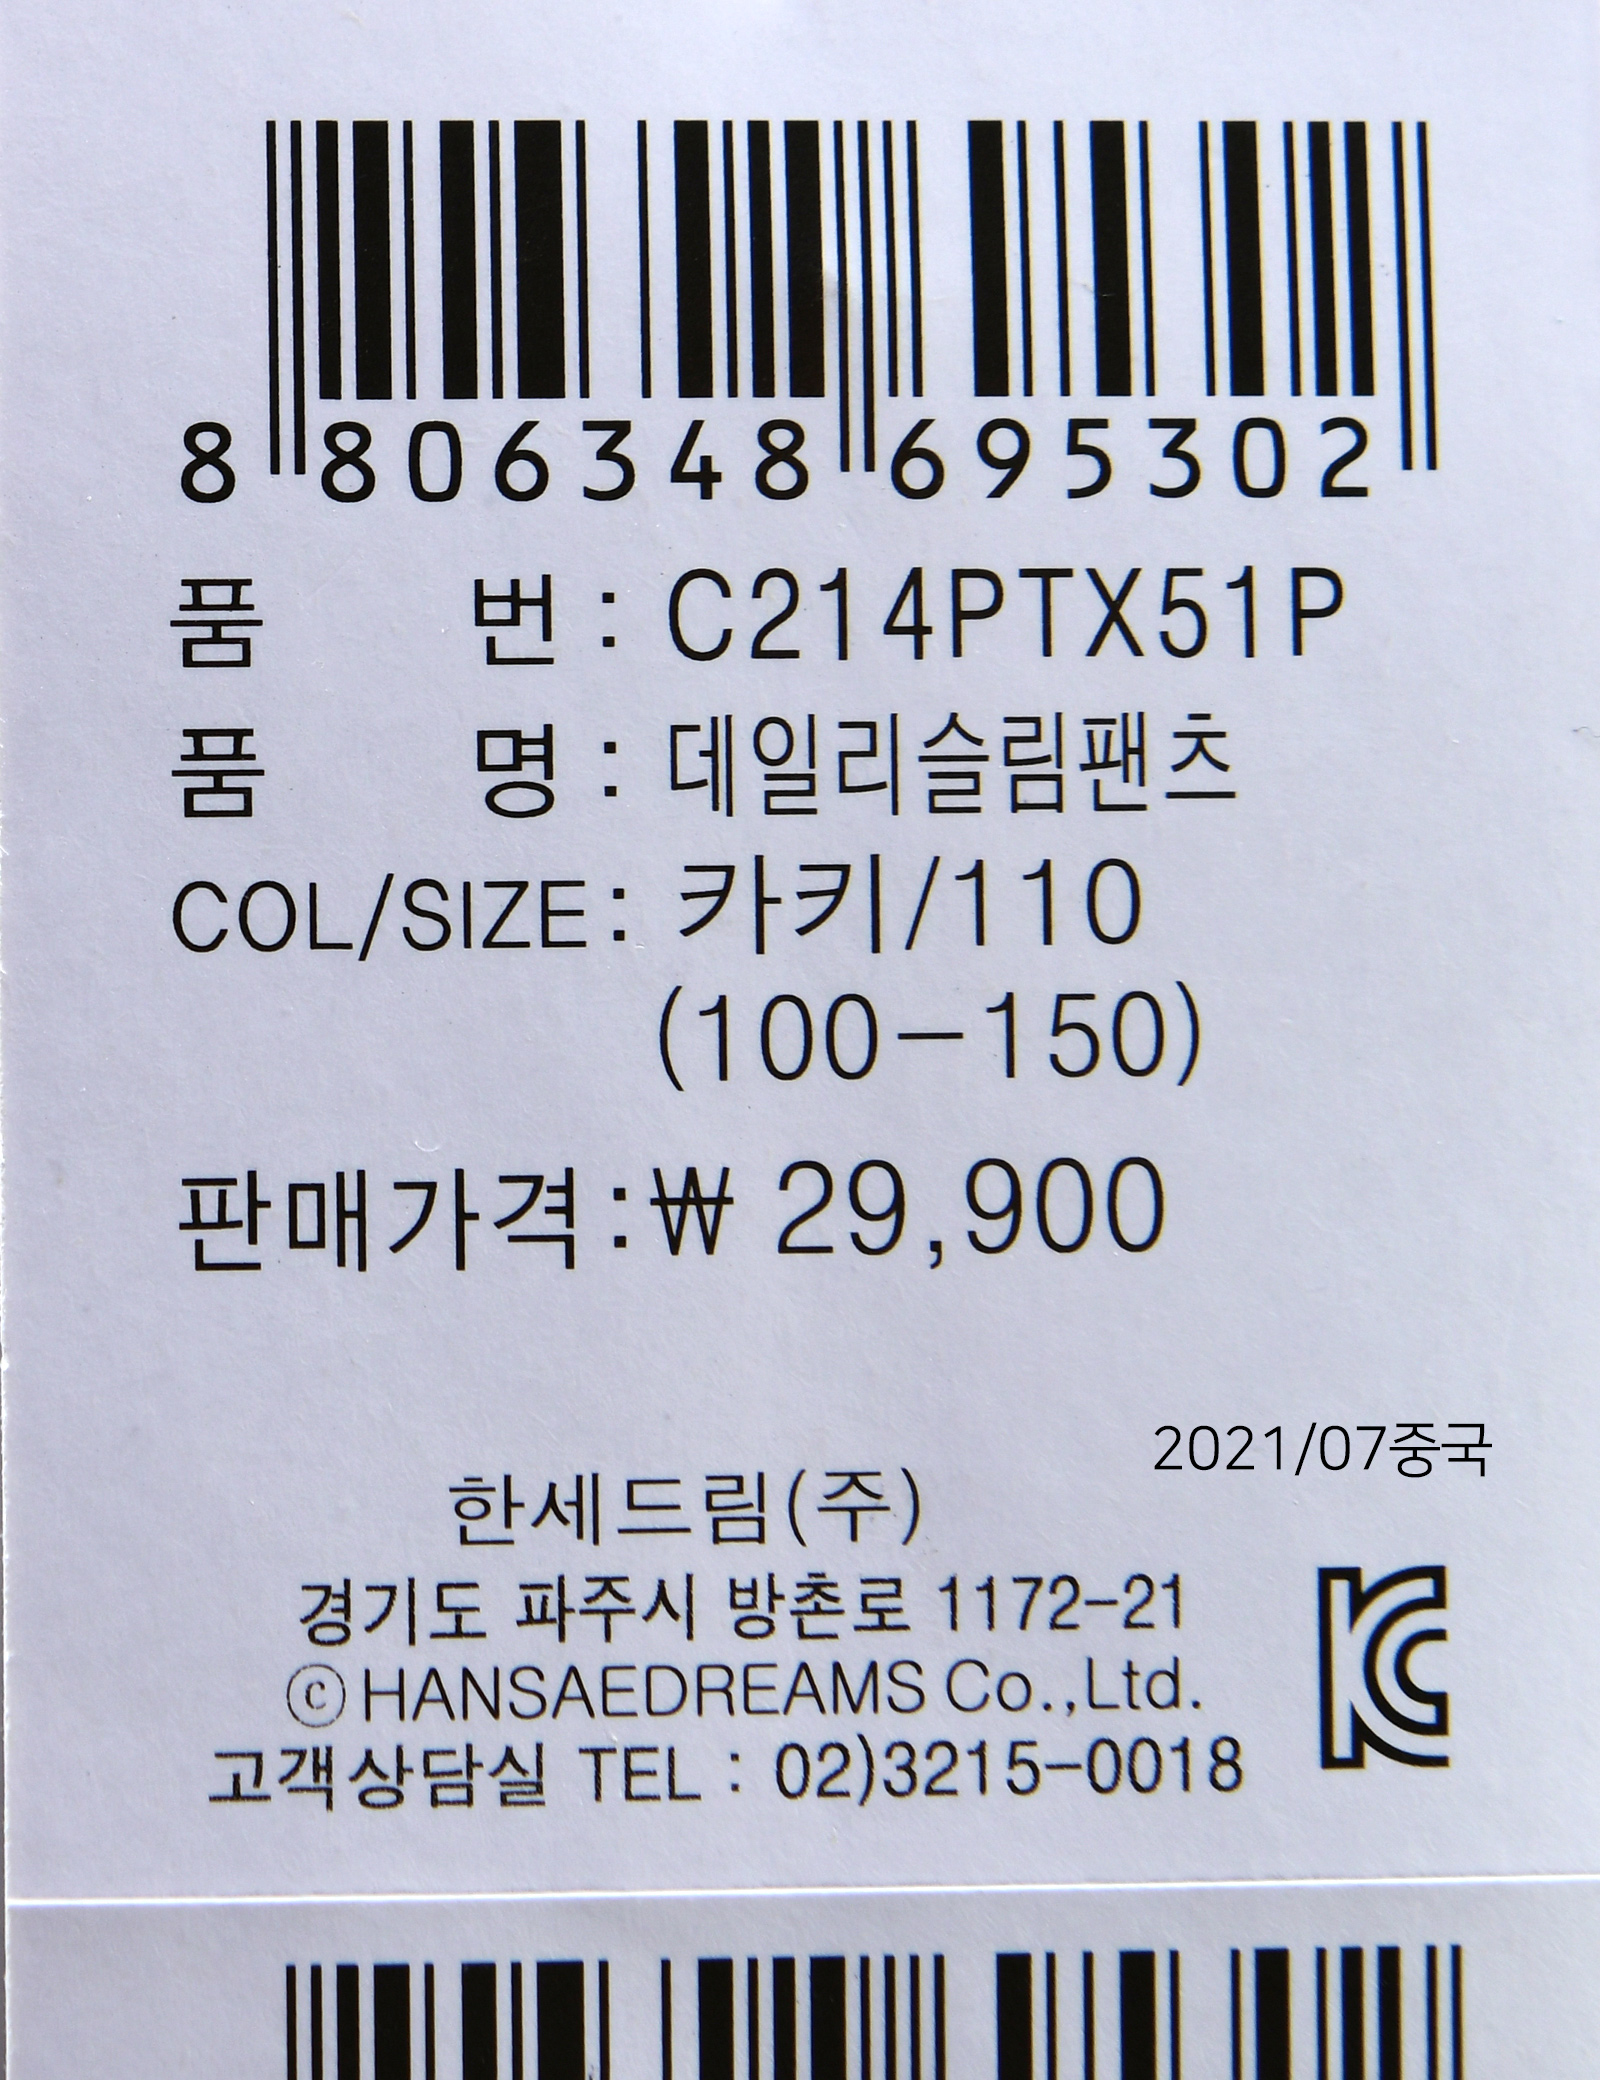 8 806348 695302
품 번 : C214PTX51P
품 명 : 데일리슬림팬츠
COL/SIZE : 카키/110
(100-150)
판매가격 : ₩ 29,900
2021/07중국
한세드림(주)
경기도 파주시 방촌로 1172-21
ⓒHANSAEDREAMS Co.,Ltd.
고객상담실 TEL : 02)3215-0018
KC